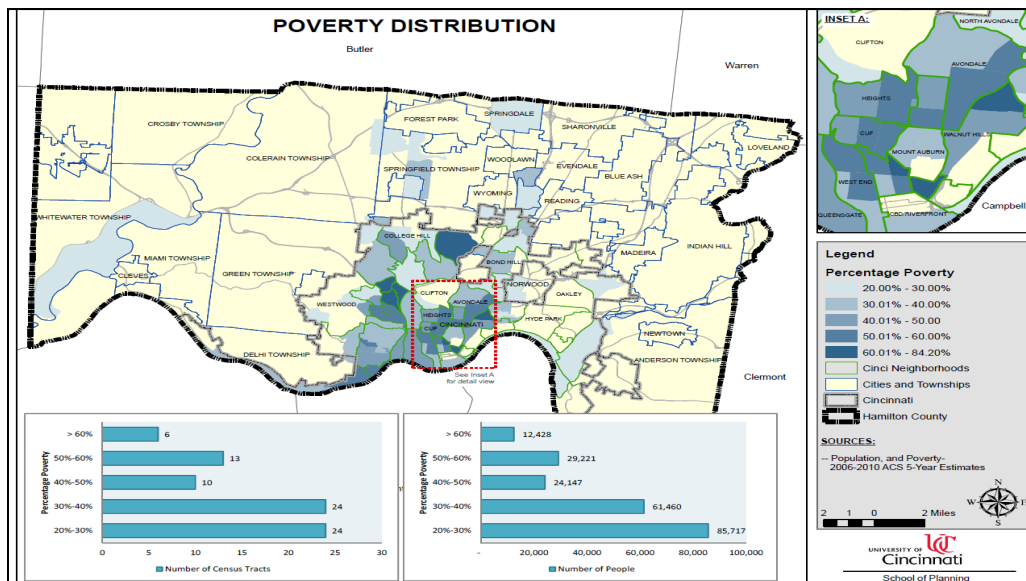 POVERTY DISTRIBUTION
Butler
Warren
CROSBY TOWNSHIP
FOREST PARK
SPRINGDALE
SHARONVILLE
LOVELAND
COLERAIN TOWNSHIP
SPRINGFIELD TOWNSHIP
WOODLAWN
EVENDALE
BLUE ASH
WYOMING
READING
WHITEWATER TOWNSHIP
COLLEGE HILL
INDIAN HILL
MIAMI TOWNSHIP
BOND HILL
MADEIRA
CLEVES
GREEN TOWNSHIP
NORWOOD
CLIFTON
OAKLEY
WESTWOOD
AVONDALE
HEIGHTS
HYDE PARK
CUF
CINCINNATI
NEWTOWN
DELHI TOWNSHIP
ANDERSON TOWNSHIP
See Inset A
for detail view
Clermont
Percentage Poverty
> 60%
6
50%-60%
13
40%-50%
10
30%-40%
24
20%-30%
24
0
5
10
15
20
25
30
Number of Census Tracts
Percentage Poverty
> 60%
12,428
50%-60%
29,221
40%-50%
24,147
30%-40%
61,460
20%-30%
85,717
-
20,000
40,000
60,000
80,000
100,000
Number of People
INSET A:
NORTH AVONDALE
CLIFTON
AVONDALE
HEIGHTS
CUF
WALNUT HILLS
MOUNT AUBURN
WEST END
QUEENSGATE
CBD/RIVERFRONT
Campbell
Legend
Percentage Poverty
20.00% - 30.00%
30.01% - 40.00%
40.01% - 50.00
50.01% - 60.00%
60.01% - 84.20%
Cinci Neighborhoods
Cities and Townships
Cincinnati
Hamilton County
SOURCES:
-- Population, and Poverty-
2006-2010 ACS 5-Year Estimates
N
W
E
S
2 1 0 2 Miles
UNIVERSITY OF
UC
Cincinnati
School of Planning